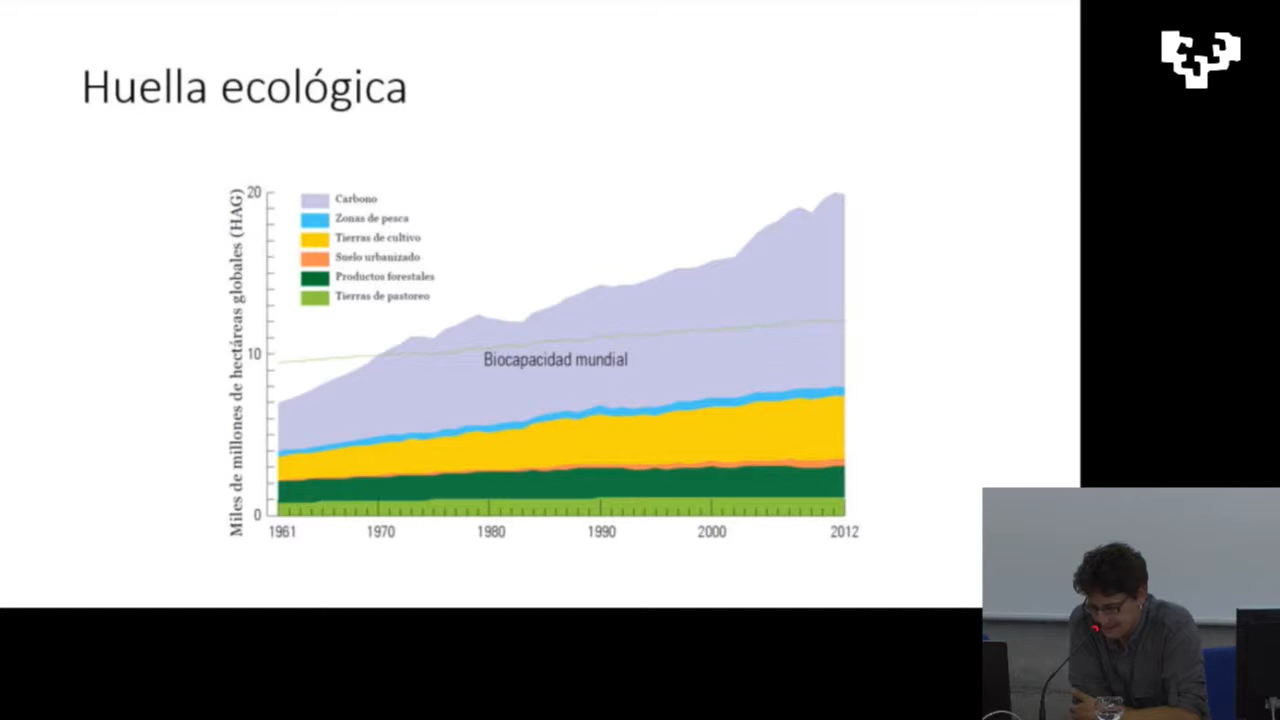 Huella ecológica
Miles de millones de hectáreas globales (HAG)
20
10
0
Carbono
Zonas de pesca
Tierras de cultivo
Suelo urbanizado
Productos forestales
Tierras de pastoreo
Biocapacidad mundial
1961
1970
1980
1990
2000
2012